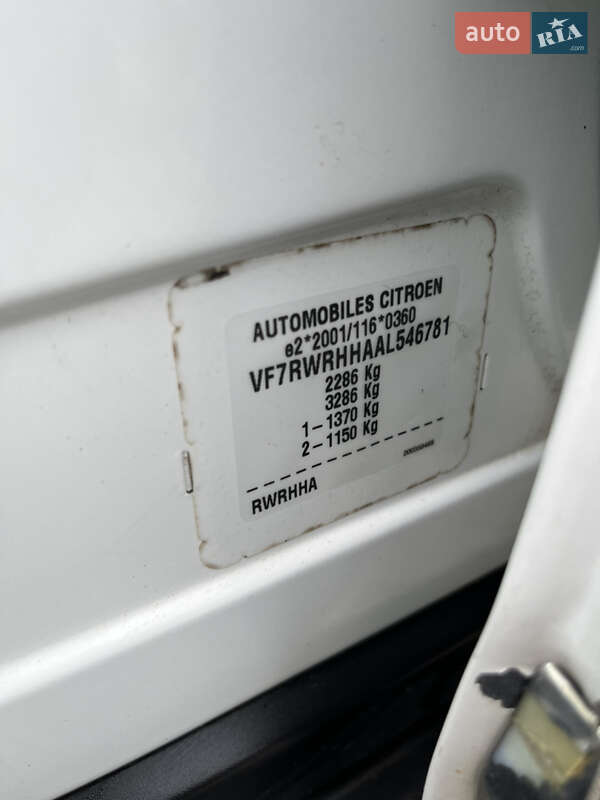 auto RIA .com
AUTOMOBILES CITROEN
e2*2001/116*0360
VF7RWRHHAAL546781
2286 Kg
3286 Kg
1-1370 Kg
2-1150 Kg
RWRHHA